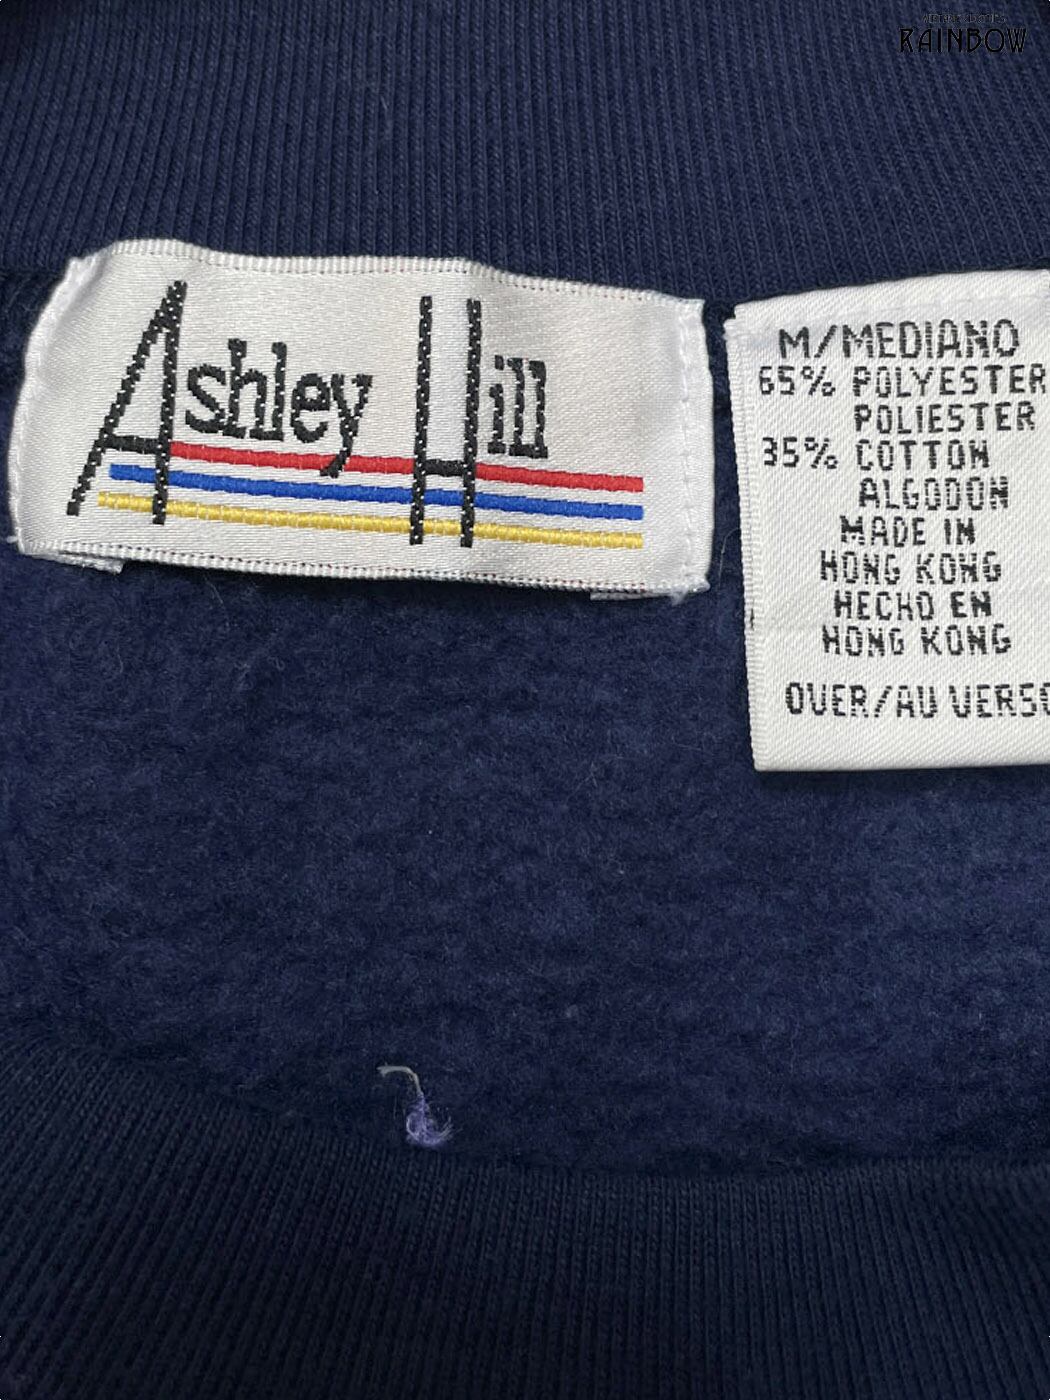 RAINBOW
Ashley Hill
M/MEDIANO
65% POLYESTER
POLIESTER
35% COTTON
ALGODON
MADE IN
HONG KONG
HECHO EN
HONG KONG
OVER/AU VERSO